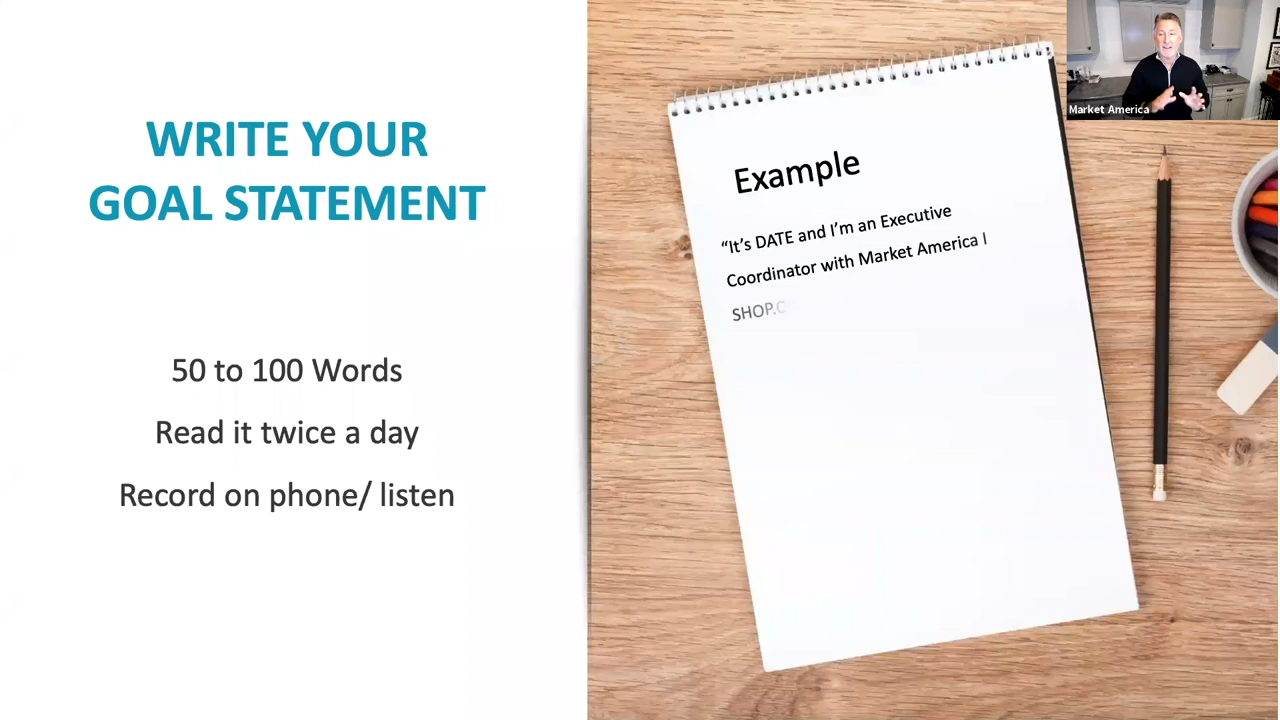 WRITE YOUR
GOAL STATEMENT
50 to 100 Words
Read it twice a day
Record on phone/ listen
Example
“It’s DATE and I’m an Executive
Coordinator with Market America l
SHOP.C
Market America